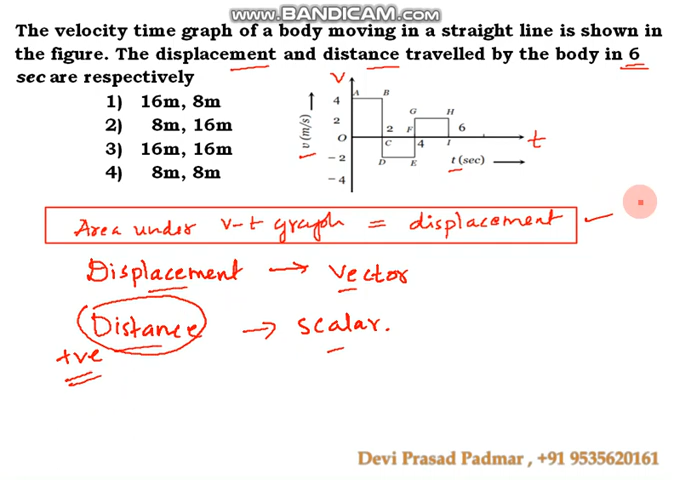 www.BANDICAM.com
The velocity time graph of a body moving in a straight line is shown in
the figure. The displacement and distance travelled by the body in 6
sec are respectively
1) 16m, 8m
2) 8m, 16m
3) 16m, 16m
4) 8m, 8m
V
v (m/s)
4
2
O
– 2
– 4
A B
G H
2 F 6
C 4 I
D E
t
t (sec)
Area under v-t graph = displacement
Displacement → vector
Distance → scalar.
+ve
Devi Prasad Padmar , +91 9535620161